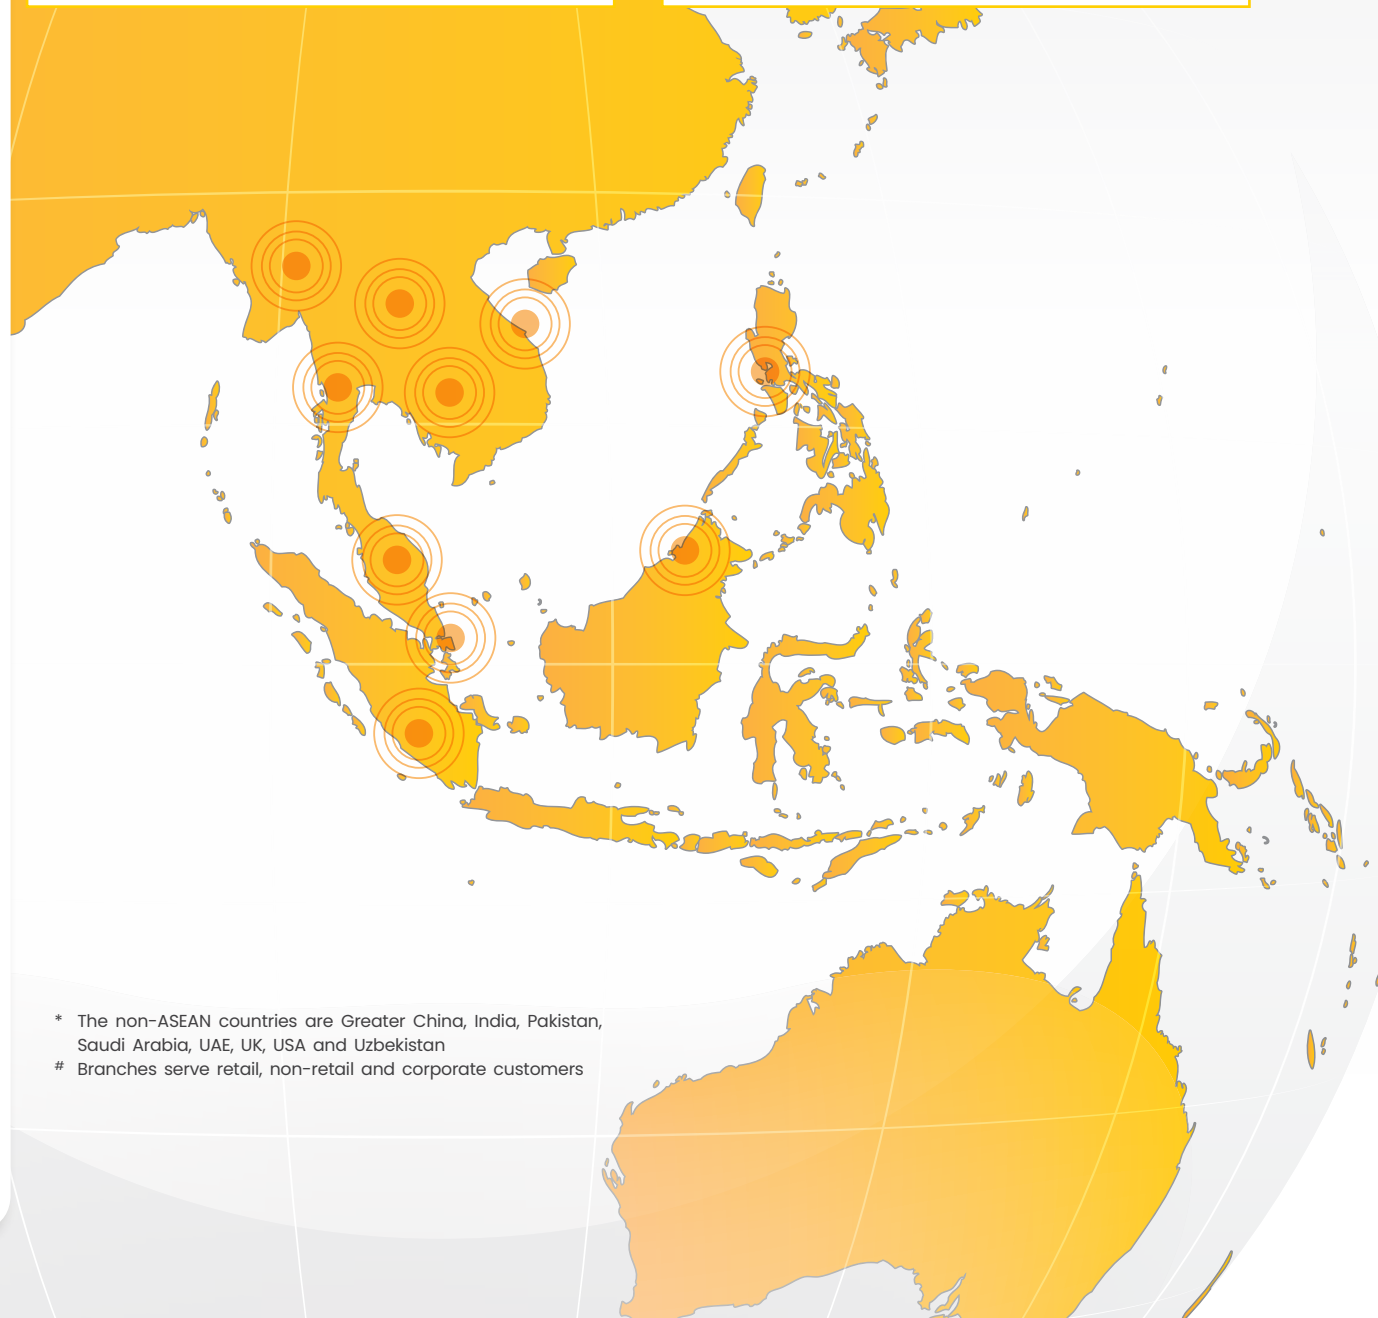 * The non-ASEAN countries are Greater China, India, Pakistan,
Saudi Arabia, UAE, UK, USA and Uzbekistan
# Branches serve retail, non-retail and corporate customers